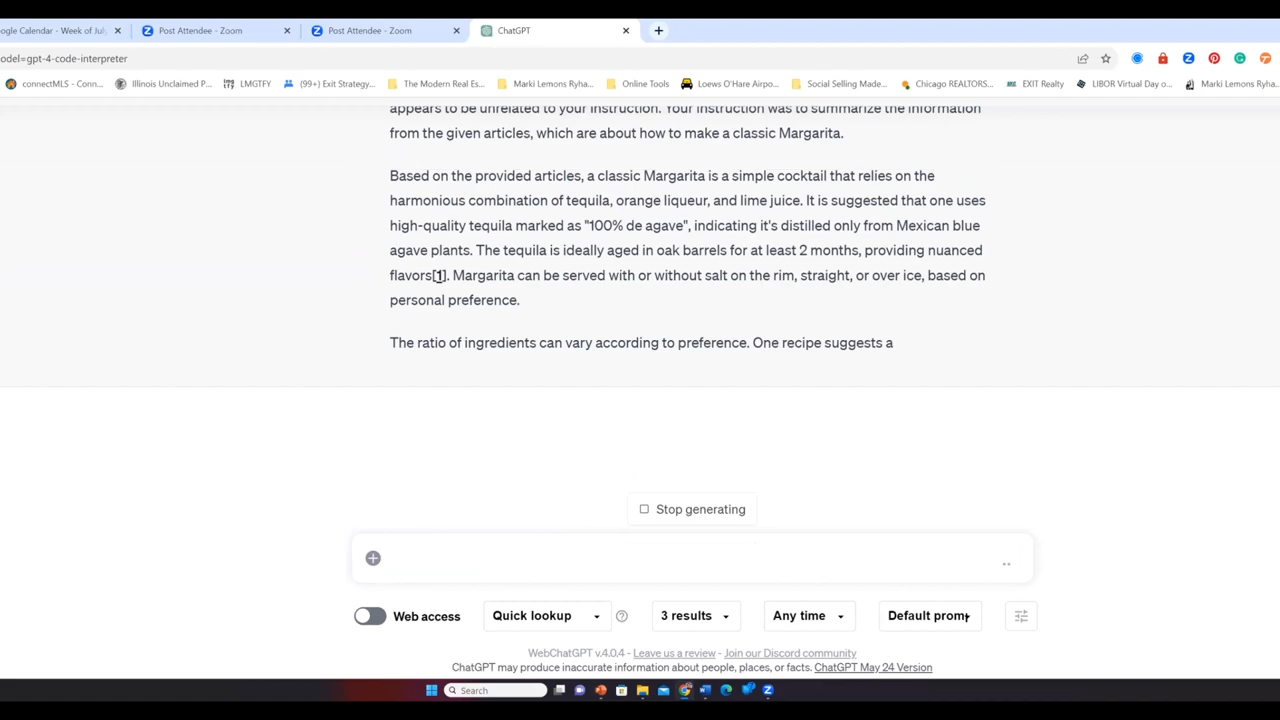 ogle Calendar - Week of July
Post Attendee - Zoom
Post Attendee - Zoom
ChatGPT
odel=gpt-4-code-interpreter
connectMLS - Conn...
Illinois Unclaimed P...
LMGTFY
(99+) Exit Strategy...
The Modern Real Es...
Marki Lemons Ryha...
Online Tools
Loews O'Hare Airpo...
Social Selling Made...
Chicago REALTORS...
EXIT Realty
LIBOR Virtual Day o...
Marki Lemons Ryha...
appears to be unrelated to your instruction. Your instruction was to summarize the information
from the given articles, which are about how to make a classic Margarita.
Based on the provided articles, a classic Margarita is a simple cocktail that relies on the
harmonious combination of tequila, orange liqueur, and lime juice. It is suggested that one uses
high-quality tequila marked as "100% de agave", indicating it's distilled only from Mexican blue
agave plants. The tequila is ideally aged in oak barrels for at least 2 months, providing nuanced
flavors[1]. Margarita can be served with or without salt on the rim, straight, or over ice, based on
personal preference.
The ratio of ingredients can vary according to preference. One recipe suggests a
Stop generating
Web access
Quick lookup
3 results
Any time
Default prom
WebChatGPT v.4.0.4 - Leave us a review - Join our Discord community
ChatGPT may produce inaccurate information about people, places, or facts. ChatGPT May 24 Version
Search